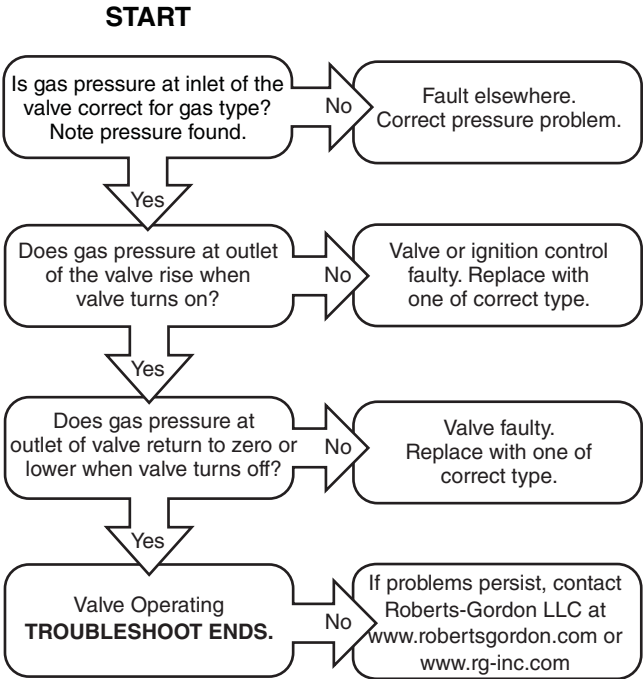 START
Is gas pressure at inlet of the
valve correct for gas type?
Note pressure found.
No
Fault elsewhere.
Correct pressure problem.
Yes
Does gas pressure at outlet
of the valve rise when
valve turns on?
No
Valve or ignition control
faulty. Replace with
one of correct type.
Yes
Does gas pressure at
outlet of valve return to zero or
lower when valve turns off?
No
Valve faulty.
Replace with one of
correct type.
Yes
Valve Operating
TROUBLESHOOT ENDS.
No
If problems persist, contact
Roberts-Gordon LLC at
www.robertsgordon.com or
www.rg-inc.com